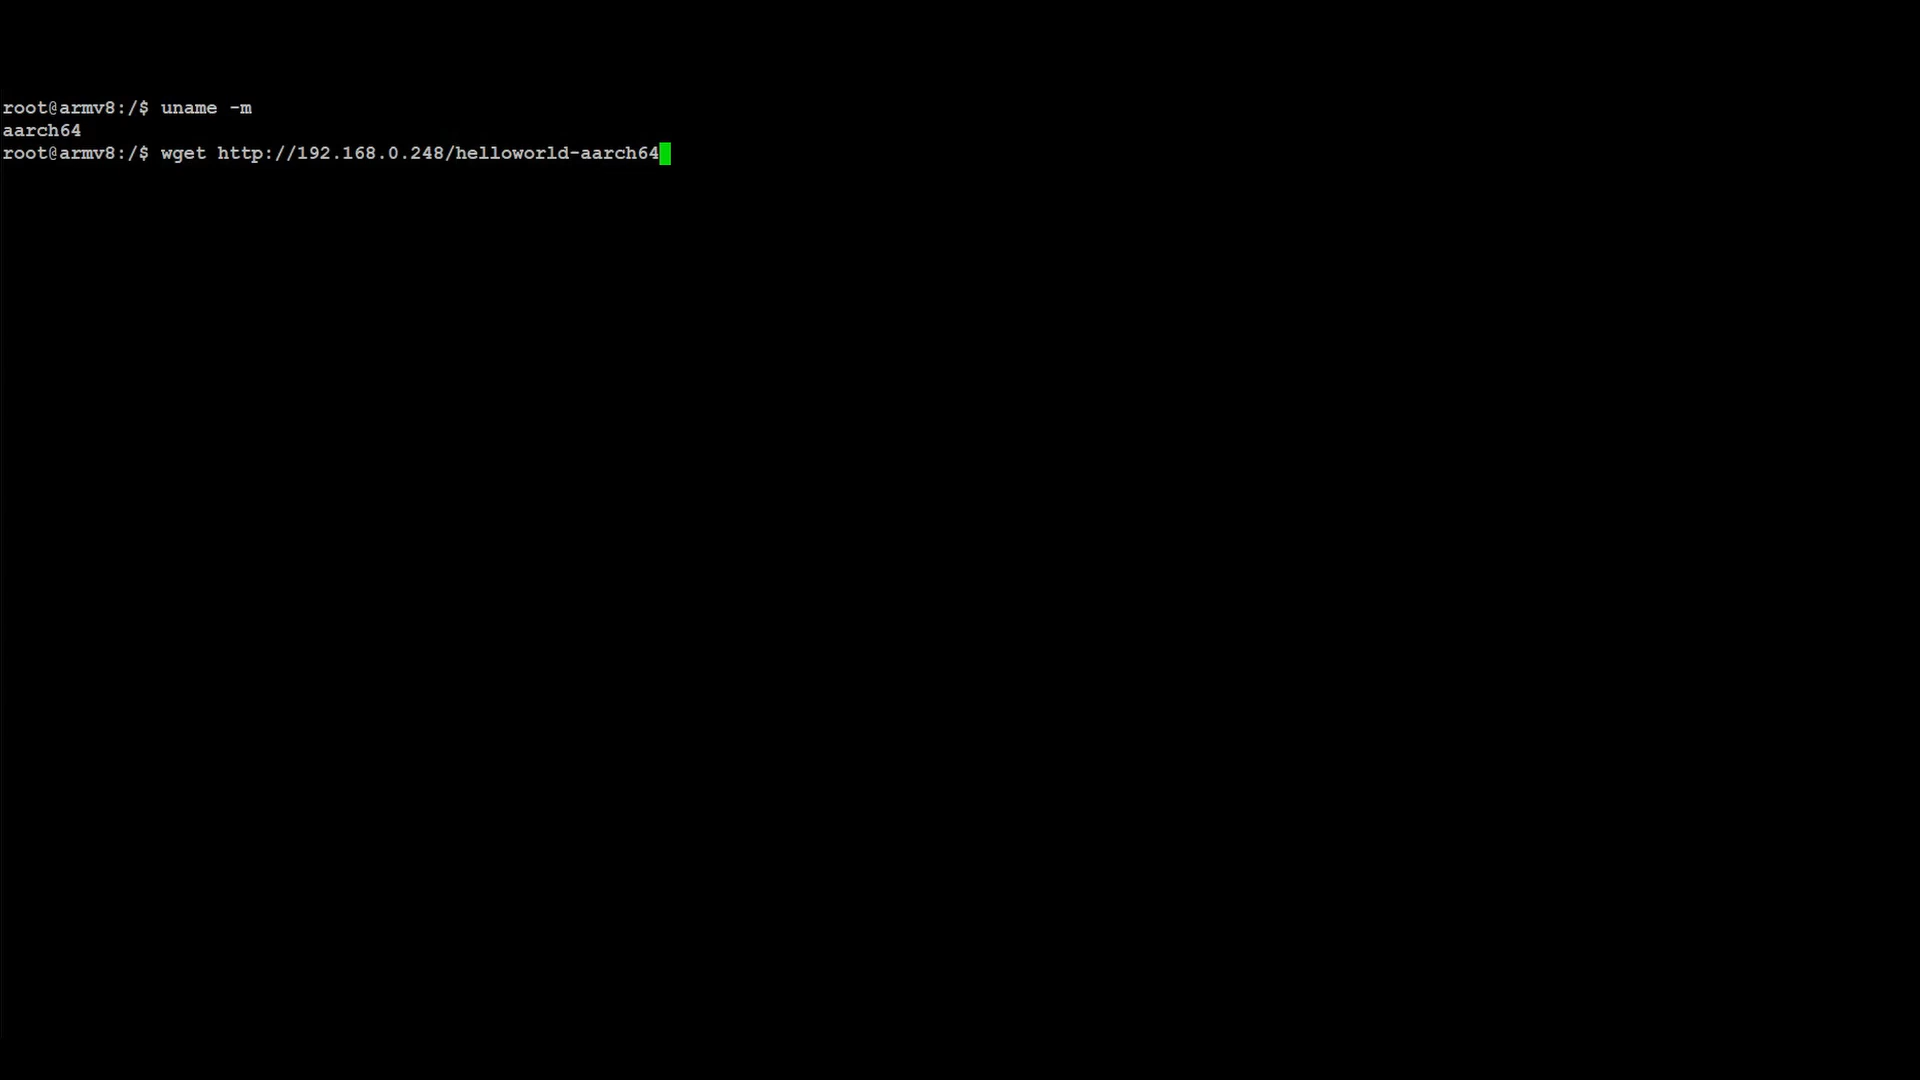 root@armv8:/$ uname -m
aarch64
root@armv8:/$ wget http://192.168.0.248/helloworld-aarch64